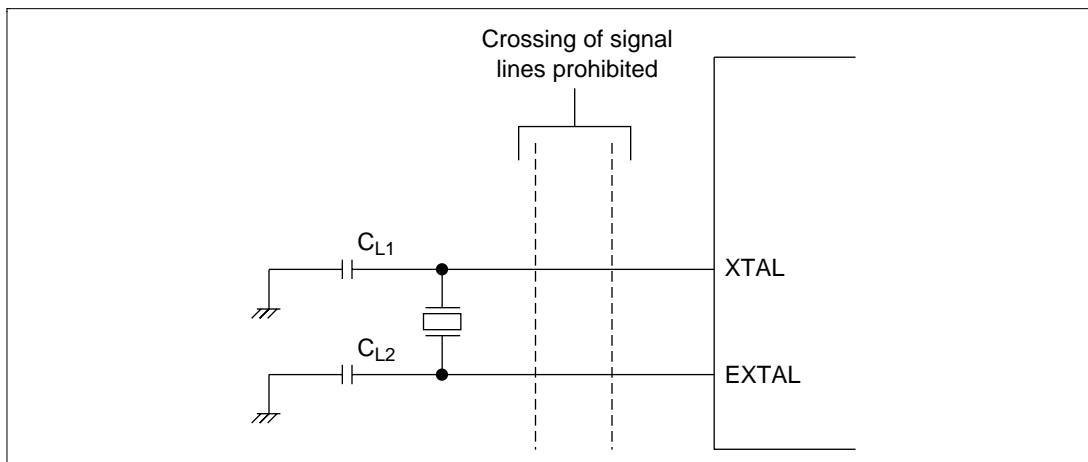 Crossing of signal
lines prohibited
CL1
XTAL
CL2
EXTAL